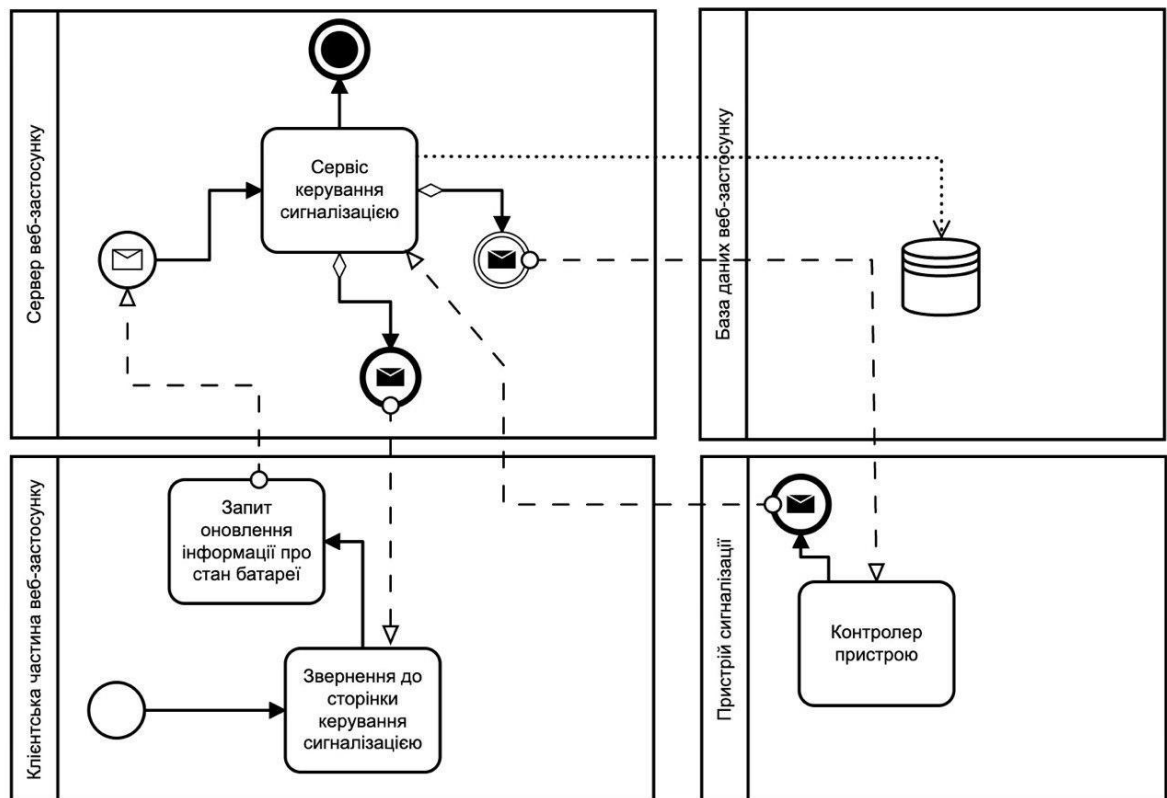 Сервер веб-застосунку
Сервіс
керування
сигналізацією
База даних веб-застосунку
Клієнтська частина веб-застосунку
Запит
оновлення
інформації про
стан батареї
Звернення до
сторінки
керування
сигналізацією
Пристрій сигналізації
Контролер
пристрою